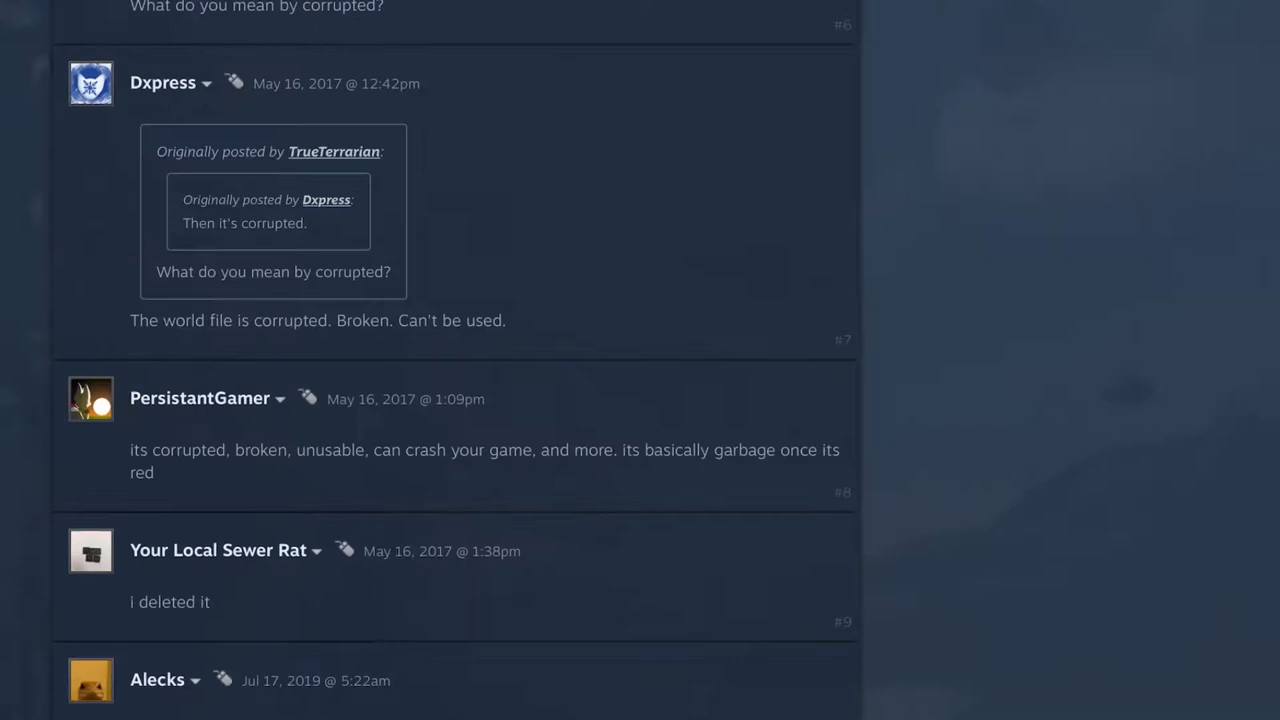 What do you mean by corrupted?
#6
Dxpress May 16, 2017 @ 12:42pm
Originally posted by TrueTerrarian:
Originally posted by Dxpress:
Then it's corrupted.
What do you mean by corrupted?
The world file is corrupted. Broken. Can't be used.
#7
PersistantGamer May 16, 2017 @ 1:09pm
its corrupted, broken, unusable, can crash your game, and more. its basically garbage once its
red
#8
Your Local Sewer Rat May 16, 2017 @ 1:38pm
i deleted it
#9
Alecks Jul 17, 2019 @ 5:22am